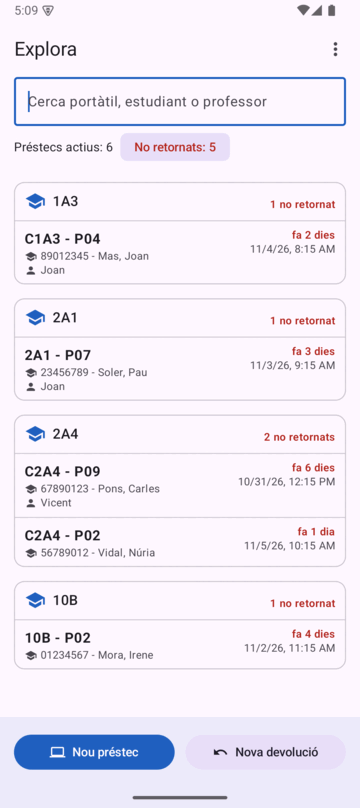 5:09
Explora
Cerca portàtil, estudiant o professor
Préstecs actius: 6 No retornats: 5
1A3 1 no retornat
C1A3 - P04 fa 2 dies
89012345 - Mas, Joan 11/4/26, 8:15 AM
Joan
2A1 1 no retornat
2A1 - P07 fa 3 dies
23456789 - Soler, Pau 11/3/26, 9:15 AM
Joan
2A4 2 no retornats
C2A4 - P09 fa 6 dies
67890123 - Pons, Carles 10/31/26, 12:15 PM
Vicent
C2A4 - P02 fa 1 dia
56789012 - Vidal, Núria 11/5/26, 10:15 AM
10B 1 no retornat
10B - P02 fa 4 dies
01234567 - Mora, Irene 11/2/26, 11:15 AM
Nou préstec Nova devolució